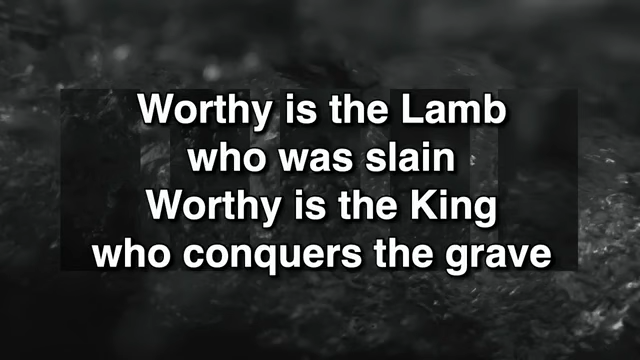 Worthy is the Lamb
who was slain
Worthy is the King
who conquers the grave